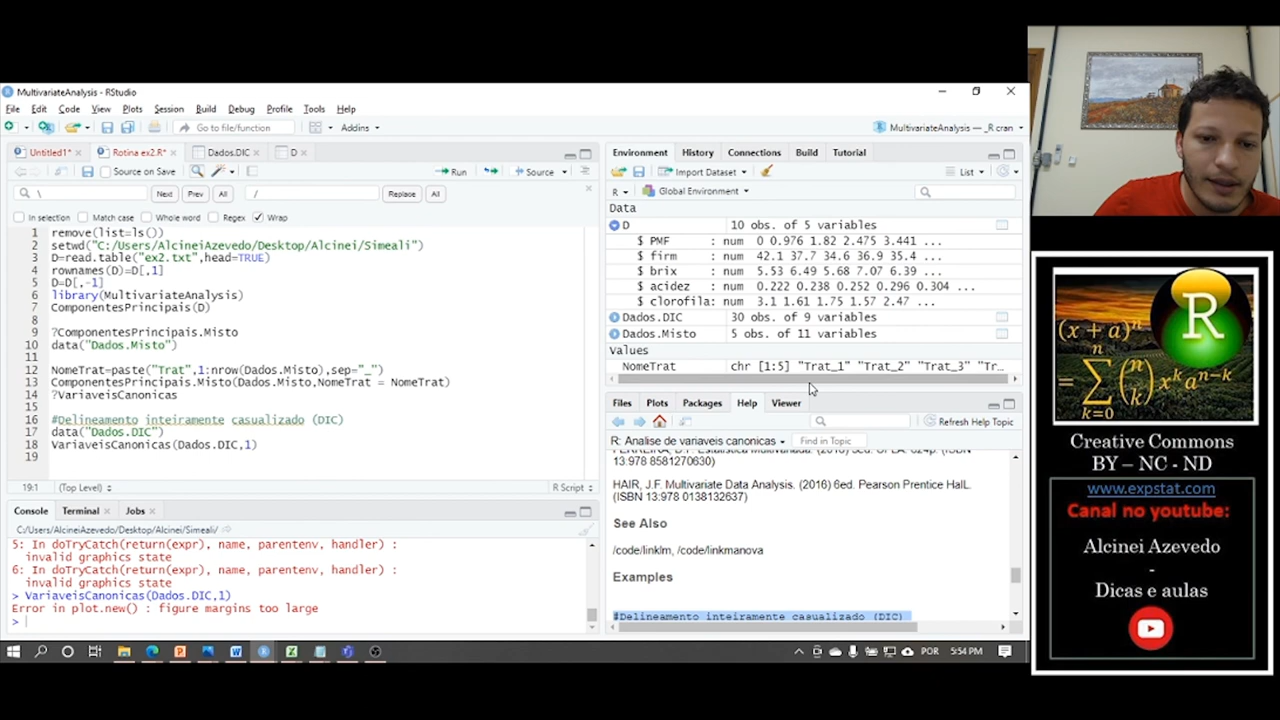 MultivariateAnalysis - RStudio
File Edit Code View Plots Session Build Debug Profile Tools Help
Go to file/function Addins MultivariateAnalysis — _R cran
Untitled1* Rotina ex2.R* Dados.DIC D
Source on Save Run Source
\ Next Prev All / Replace All
In selection Match case Whole word Regex Wrap
1 remove(list=ls())
2 setwd("C:/Users/AlcineiAzevedo/Desktop/Alcinei/Simeali")
3 D=read.table("ex2.txt",head=TRUE)
4 rownames(D)=D[,1]
5 D=D[,-1]
6 library(MultivariateAnalysis)
7 ComponentesPrincipais(D)
8
9 ?ComponentesPrincipais.Misto
10 data("Dados.Misto")
11
12 NomeTrat=paste("Trat",1:nrow(Dados.Misto),sep="_")
13 ComponentesPrincipais.Misto(Dados.Misto,NomeTrat = NomeTrat)
14 ?VariaveisCanonicas
15
16 #Delineamento inteiramente casualizado (DIC)
17 data("Dados.DIC")
18 VariaveisCanonicas(Dados.DIC,1)
19
19:1 (Top Level) R Script
Console Terminal Jobs
C:/Users/AlcineiAzevedo/Desktop/Alcinei/Simeali/
5: In doTryCatch(return(expr), name, parentenv, handler) :
invalid graphics state
6: In doTryCatch(return(expr), name, parentenv, handler) :
invalid graphics state
> VariaveisCanonicas(Dados.DIC,1)
Error in plot.new() : figure margins too large
>
Environment History Connections Build Tutorial
Import Dataset List
R Global Environment
Data
D 10 obs. of 5 variables
$ PMF : num 0 0.976 1.82 2.475 3.441 ...
$ firm : num 42.1 37.7 34.6 36.9 35.4 ...
$ brix : num 5.53 6.49 5.68 7.07 6.39 ...
$ acidez : num 0.222 0.238 0.252 0.296 0.304 ...
$ clorofila: num 3.1 1.61 1.75 1.57 2.47 ...
Dados.DIC 30 obs. of 9 variables
Dados.Misto 5 obs. of 11 variables
Values
NomeTrat chr [1:5] "Trat_1" "Trat_2" "Trat_3" "Tr…
Files Plots Packages Help Viewer
Refresh Help Topic
R: Analise de variaveis canonicas Find in Topic
13:978 8581270630)
HAIR, J.F. Multivariate Data Analysis. (2016) 6ed. Pearson Prentice HalL.
(ISBN 13:978 0138132637)
See Also
/code/linklm, /code/linkmanova
Examples
#Delineamento inteiramente casualizado (DIC)
POR 5:54 PM
R
(x + a)^n
= ∑ n k=0 (n k) x^k a^n−k
Creative Commons
BY – NC - ND
www.expstat.com
Canal no youtube:
Alcinei Azevedo
-
Dicas e aulas